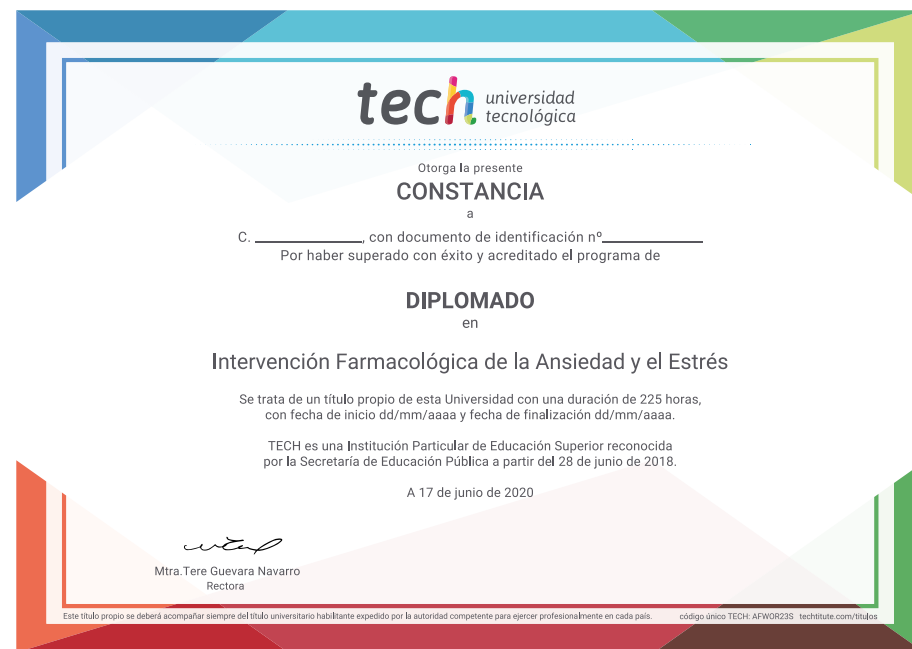 tech universidad
tecnológica
Otorga la presente
CONSTANCIA
a
C. ____________, con documento de identificación nº____________
Por haber superado con éxito y acreditado el programa de
DIPLOMADO
en
Intervención Farmacológica de la Ansiedad y el Estrés
Se trata de un título propio de esta Universidad con una duración de 225 horas,
con fecha de inicio dd/mm/aaaa y fecha de finalización dd/mm/aaaa.
TECH es una Institución Particular de Educación Superior reconocida
por la Secretaría de Educación Pública a partir del 28 de junio de 2018.
A 17 de junio de 2020
Mtra.Tere Guevara Navarro
Rectora
Este título propio se deberá acompañar siempre del título universitario habilitante expedido por la autoridad competente para ejercer profesionalmente en cada país. código único TECH: AFWOR23S techtitute.com/titulos